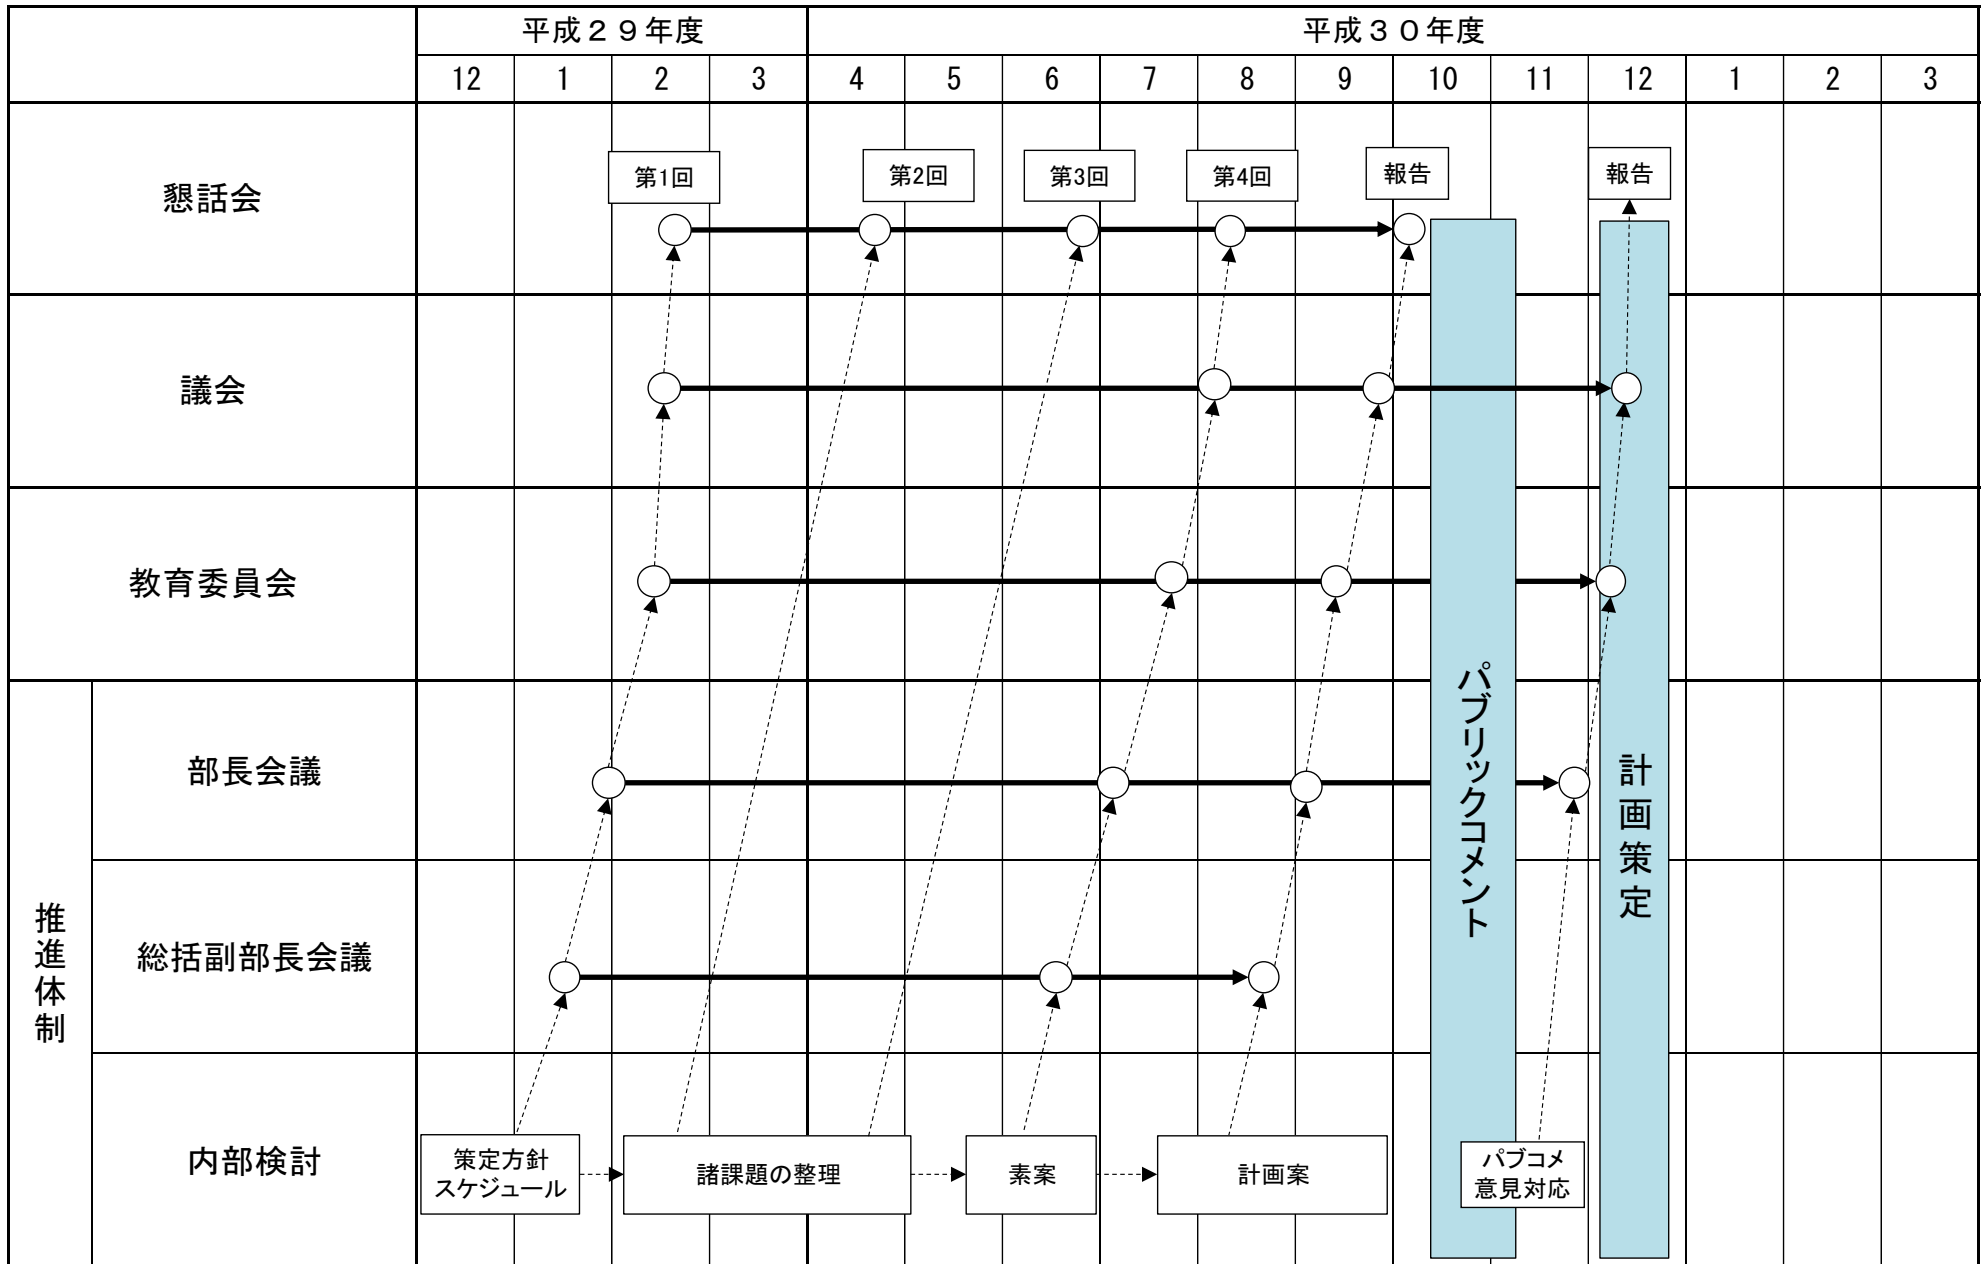 平成２９年度
平成３０年度
12 1 2 3 4 5 6 7 8 9 10 11 12 1 2 3
懇話会
第1回
第2回
第3回
第4回
報告
報告
議会
教育委員会
推進体制
部長会議
総括副部長会議
内部検討
策定方針
スケジュール
諸課題の整理
素案
計画案
パブコメ
意見対応
パブリックコメント
計画策定